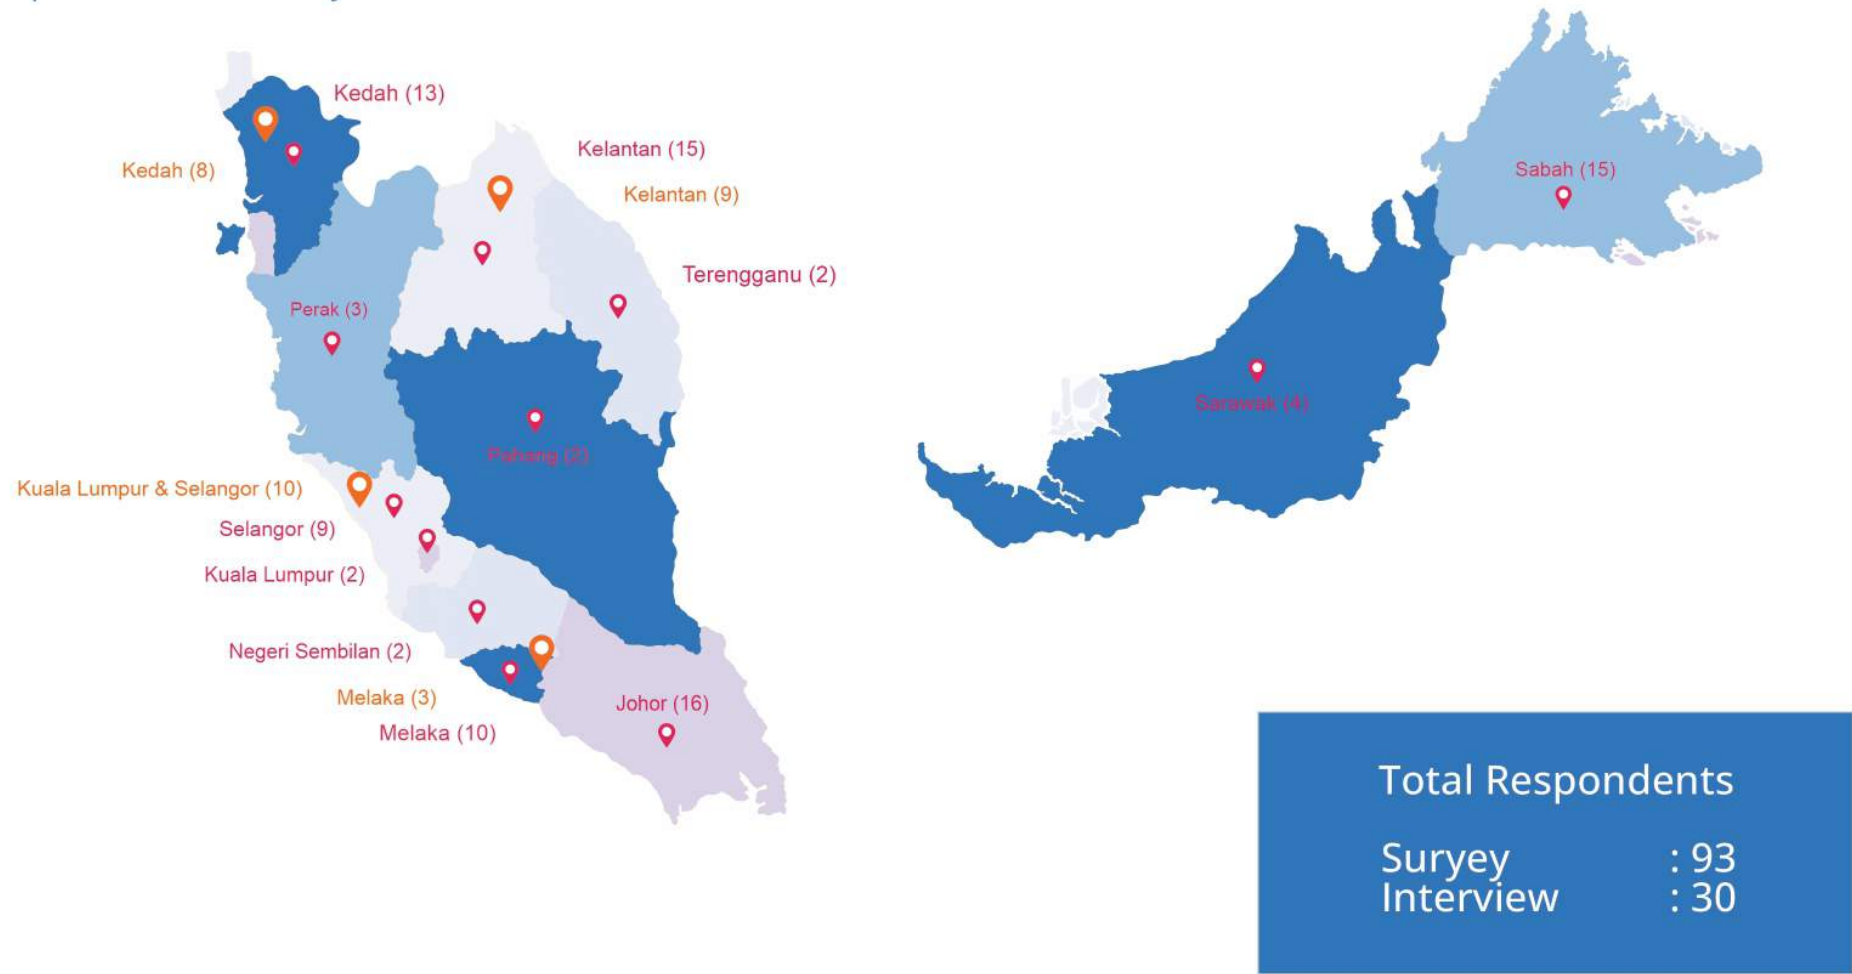 Kedah (13)
Kedah (8)
Kelantan (15)
Kelantan (9)
Terengganu (2)
Perak (3)
Pahang (2)
Kuala Lumpur & Selangor (10)
Selangor (9)
Kuala Lumpur (2)
Negeri Sembilan (2)
Melaka (3)
Melaka (10)
Johor (16)
Sabah (15)
Sarawak (4)
Total Respondents
Suryey : 93
Interview : 30